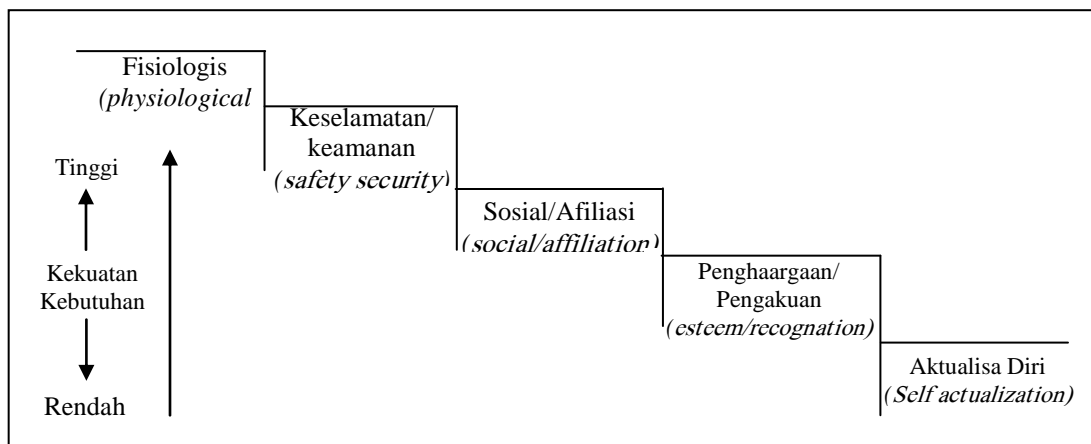 Fisiologis
(physiological
Keselamatan/
keamanan
(safety security)
Tinggi
Sosial/Afiliasi
(social/affiliation)
Kekuatan
Kebutuhan
Penghaargaan/
Pengakuan
(esteem/recognation)
Aktualisa Diri
(Self actualization)
Rendah